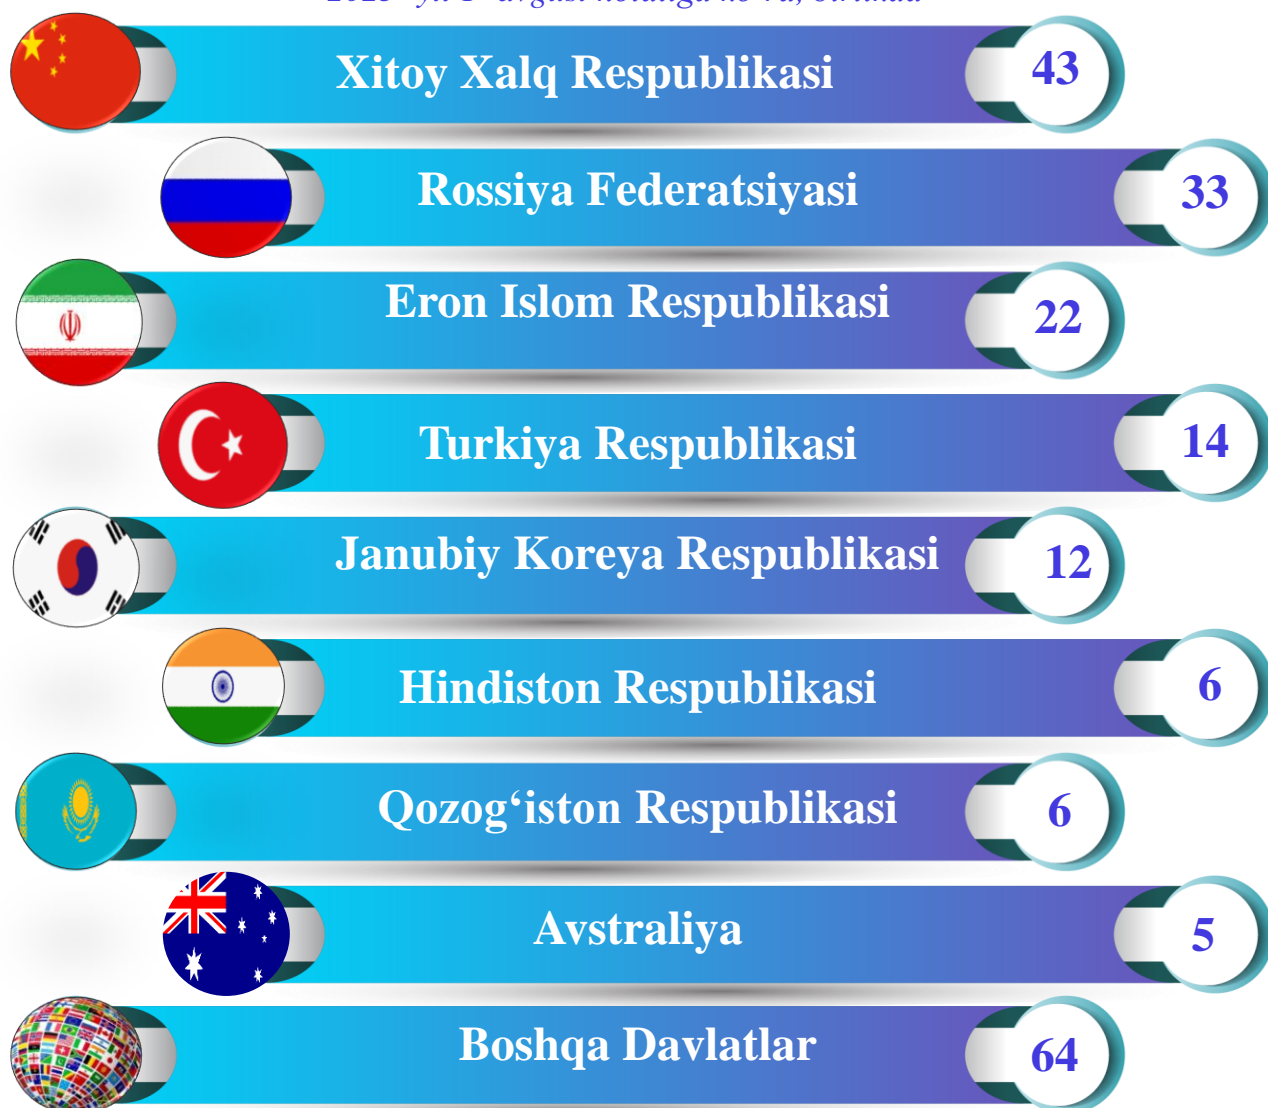 Xitoy Xalq Respublikasi 43
Rossiya Federatsiyasi 33
Eron Islom Respublikasi 22
Turkiya Respublikasi 14
Janubiy Koreya Respublikasi 12
Hindiston Respublikasi 6
Qozog‘iston Respublikasi 6
Avstraliya 5
Boshqa Davlatlar 64